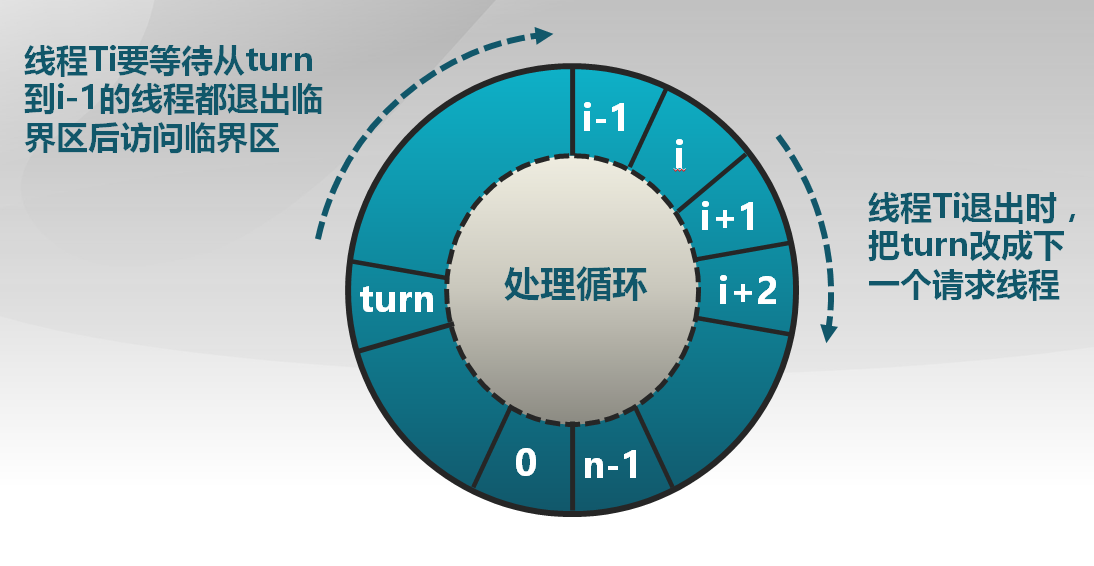 线程Ti要等待从turn
到i-1的线程都退出临
界区后访问临界区
i-1
i
i+1
线程Ti退出时，
把turn改成下
一个请求线程
处理循环
turn
i+2
0
n-1